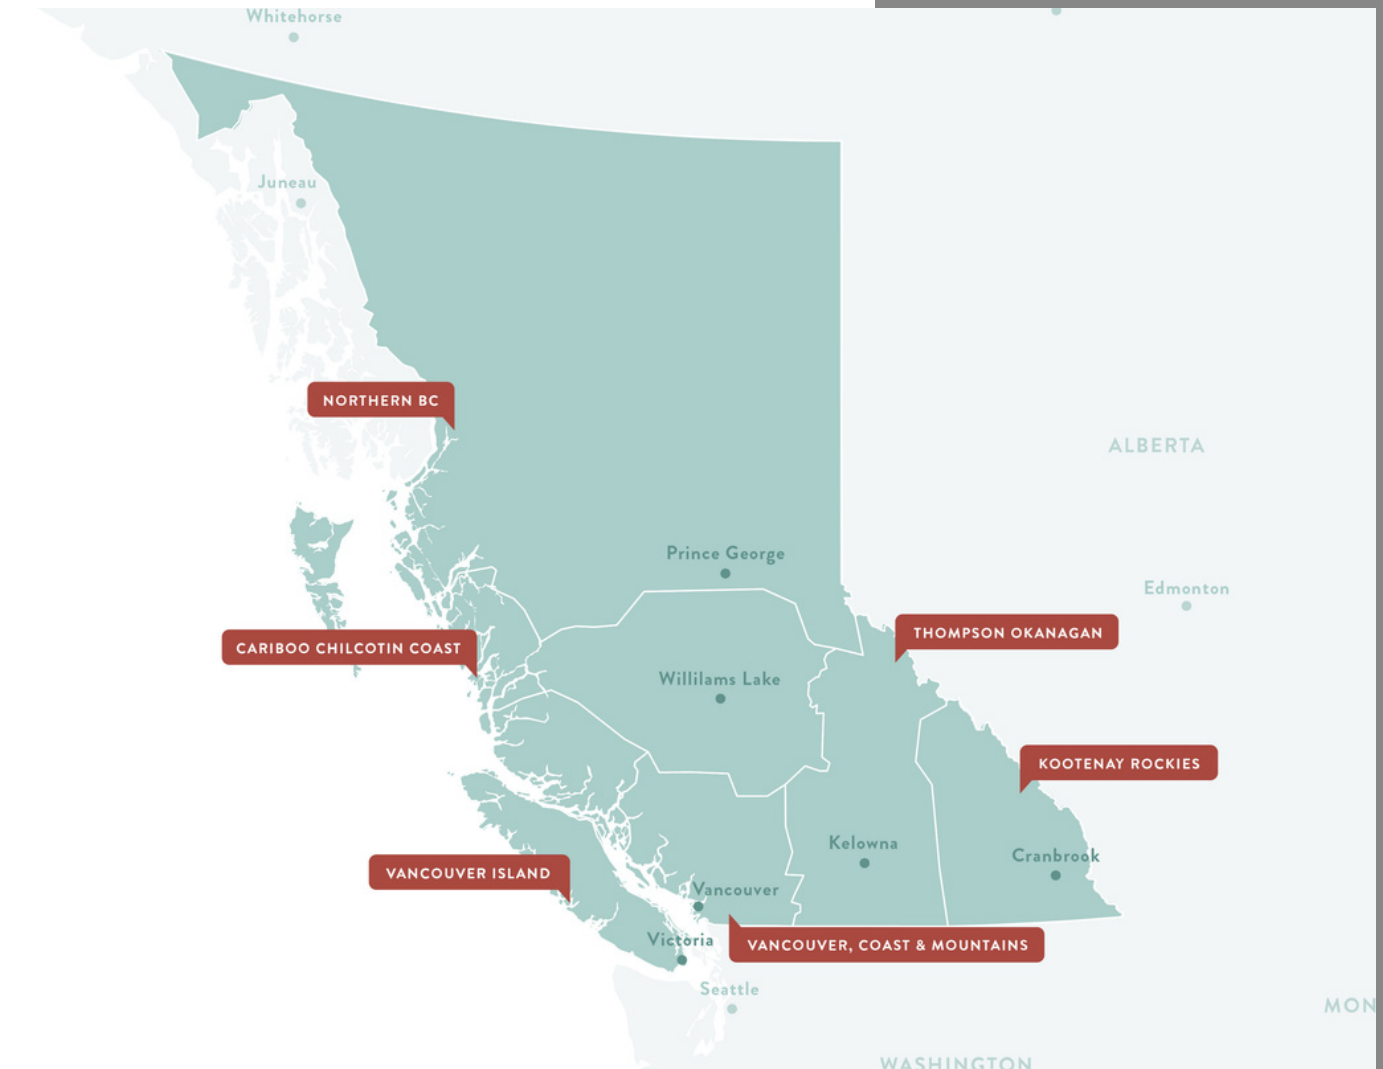 Whitehorse
Juneau
NORTHERN BC
ALBERTA
Prince George
Edmonton
THOMPSON OKANAGAN
CARIBOO CHILCOTIN COAST
Willilams Lake
KOOTENAY ROCKIES
Kelowna
Cranbrook
VANCOUVER ISLAND
Vancouver
Victoria
VANCOUVER, COAST & MOUNTAINS
Seattle
MON
WASHINGTON